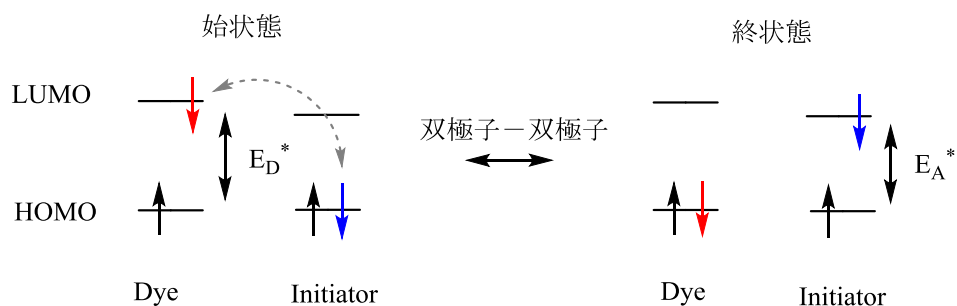 始状態
終状態
LUMO
双極子－双極子
E_D*
E_A*
HOMO
Dye
Initiator
Dye
Initiator